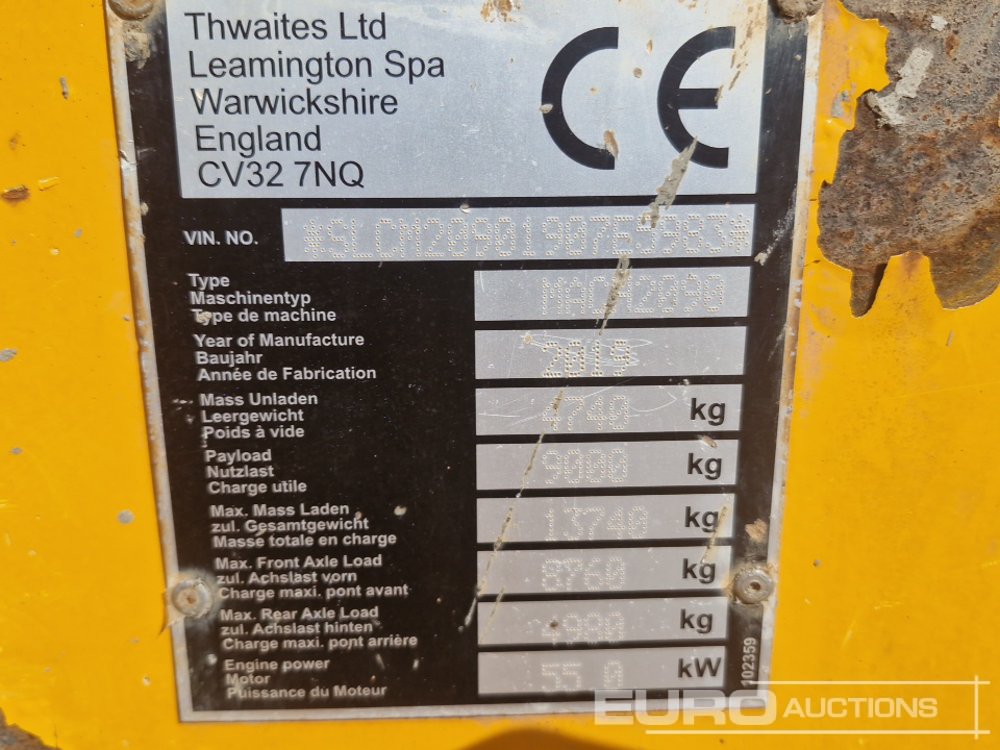 Thwaites Ltd
Leamington Spa
Warwickshire
England
CV32 7NQ
CE
VIN. NO.
Type
Maschinentyp
Type de machine
MACH2090
Year of Manufacture
Baujahr
Année de Fabrication
2019
Mass Unladen
Leergewicht
Poids à vide
4740 kg
Payload
Nutzlast
Charge utile
9000 kg
Max. Mass Laden
zul. Gesamtgewicht
Masse totale en charge
13740 kg
Max. Front Axle Load
zul. Achslast vorn
Charge maxi. pont avant
8760 kg
Max. Rear Axle Load
zul. Achslast hinten
Charge maxi. pont arrière
kg
Engine power
Motor
Puissance du Moteur
55 0 kW
102359
EURO AUCTIONS